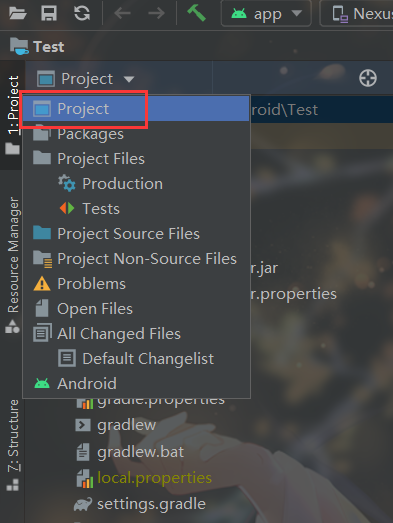 app
Nexus
Test
1: Project
Project
Project
roid\Test
Packages
Project Files
Production
Tests
Project Source Files
Project Non-Source Files
r.jar
Problems
r.properties
Open Files
All Changed Files
Default Changelist
Android
gradle.properties
gradlew
gradlew.bat
local.properties
settings.gradle
Resource Manager
Z: Structure